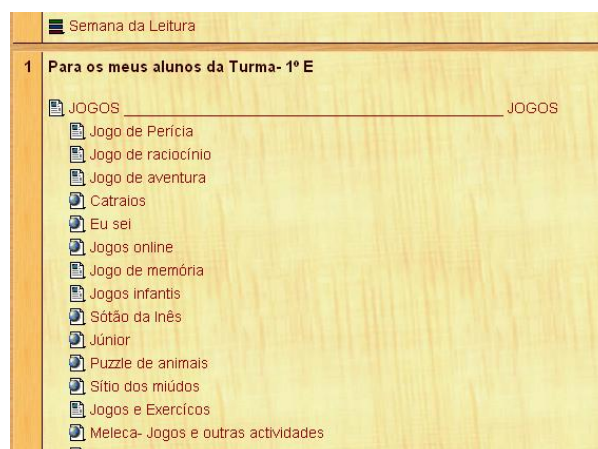 Semana da Leitura
1 Para os meus alunos da Turma- 1º E
JOGOS JOGOS
Jogo de Perícia
Jogo de raciocínio
Jogo de aventura
Catraios
Eu sei
Jogos online
Jogo de memória
Jogos infantis
Sótão da Inês
Júnior
Puzzle de animais
Sítio dos miúdos
Jogos e Exercícos
Meleca- Jogos e outras actividades